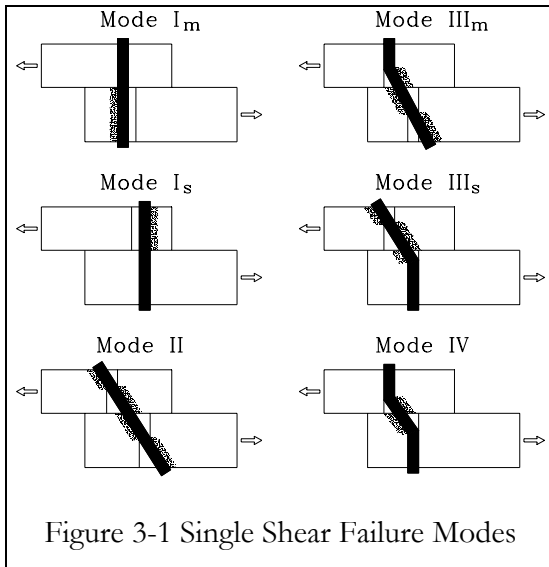 Mode Im
Mode IIIm
Mode Is
Mode IIIs
Mode II
Mode IV
Figure 3-1 Single Shear Failure Modes